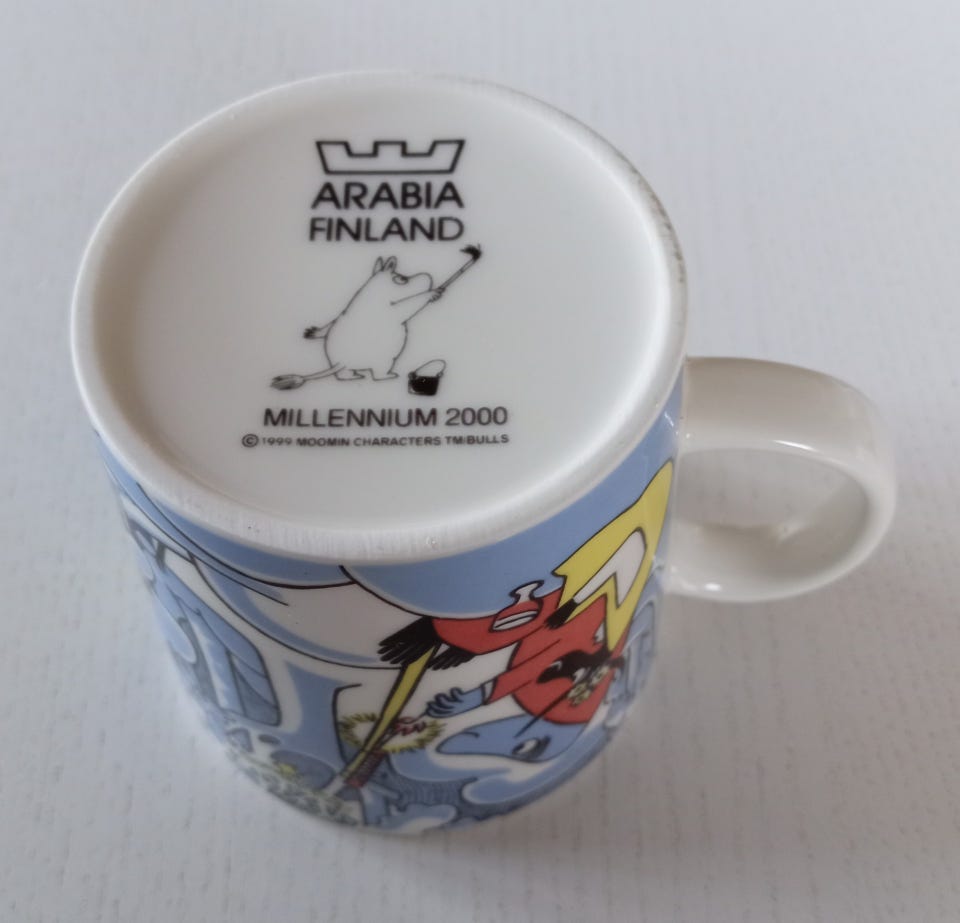 ARABIA
FINLAND
MILLENNIUM 2000
© 1999 MOOMIN CHARACTERS TM/BULLS